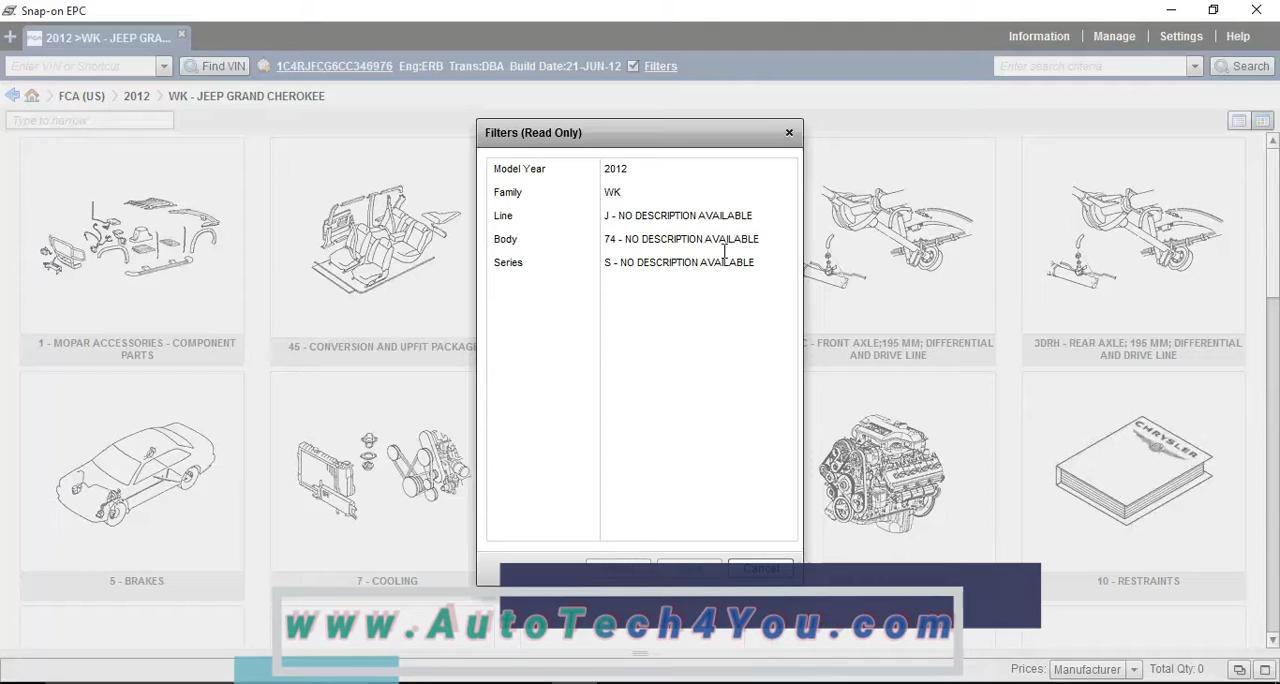 Snap-on EPC
2012 >WK - JEEP GRA...
Information
Manage
Settings
Help
Enter VIN or Shortcut
Find VIN
1C4RJFCG6CC346976 Eng:ERB Trans:DBA Build Date:21-JUN-12 Filters
Enter search criteria
Search
FCA (US) 2012 WK - JEEP GRAND CHEROKEE
Type to narrow
Filters (Read Only)
Model Year 2012
Family WK
Line J - NO DESCRIPTION AVAILABLE
Body 74 - NO DESCRIPTION AVAILABLE
Series S - NO DESCRIPTION AVAILABLE
Cancel
1 - MOPAR ACCESSORIES - COMPONENT
PARTS
45 - CONVERSION AND UPFIT PACKAG
- FRONT AXLE;195 MM; DIFFERENTIAL
AND DRIVE LINE
3DRH - REAR AXLE; 195 MM; DIFFERENTIAL
AND DRIVE LINE
CHRYSLER
5 - BRAKES
7 - COOLING
10 - RESTRAINTS
www.AutoTech4You.com
Prices: Manufacturer Total Qty: 0